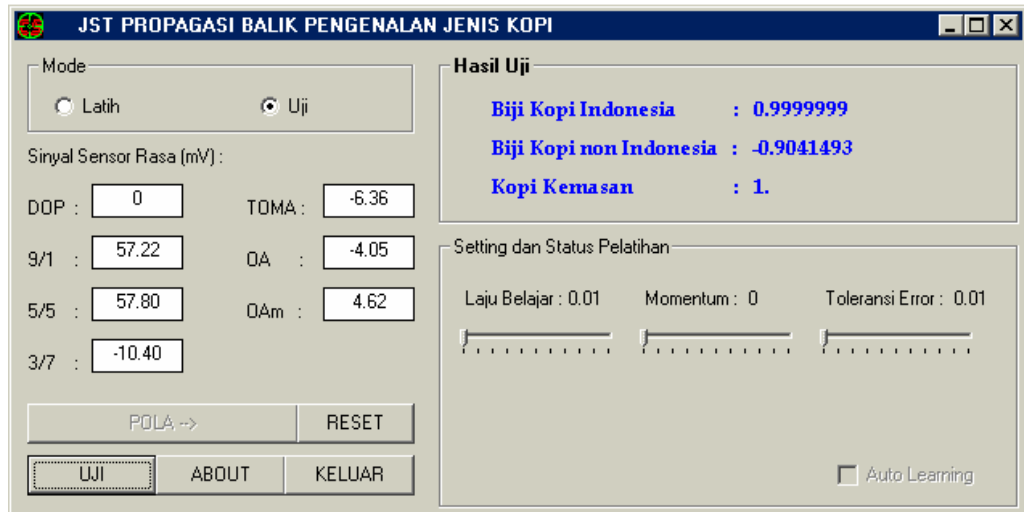 JST PROPAGASI BALIK PENGENALAN JENIS KOPI
Mode
Latih
Uji
Sinyal Sensor Rasa (mV) :
DOP : 0
TOMA : -6.36
9/1 : 57.22
OA : -4.05
5/5 : 57.80
OAm : 4.62
3/7 : -10.40
POLA -->
RESET
UJI
ABOUT
KELUAR
Hasil Uji
Biji Kopi Indonesia : 0.9999999
Biji Kopi non Indonesia : -0.9041493
Kopi Kemasan : 1.
Setting dan Status Pelatihan
Laju Belajar : 0.01
Momentum : 0
Toleransi Error : 0.01
Auto Learning